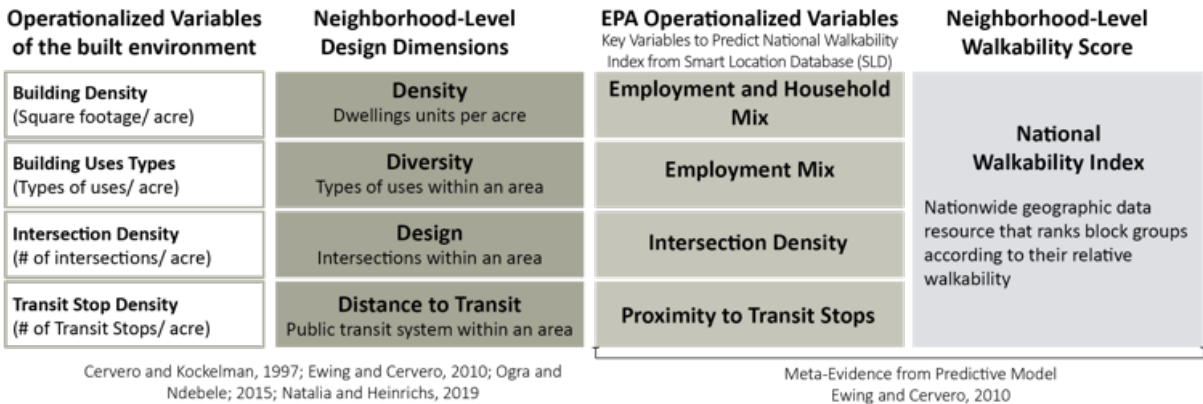 Operationalized Variables
of the built environment
Neighborhood-Level
Design Dimensions
EPA Operationalized Variables
Key Variables to Predict National Walkability
Index from Smart Location Database (SLD)
Neighborhood-Level
Walkability Score
Building Density
(Square footage/ acre)
Density
Dwellings units per acre
Employment and Household
Mix
Building Uses Types
(Types of uses/ acre)
Diversity
Types of uses within an area
Employment Mix
Intersection Density
(# of intersections/ acre)
Design
Intersections within an area
Intersection Density
Transit Stop Density
(# of Transit Stops/ acre)
Distance to Transit
Public transit system within an area
Proximity to Transit Stops
National
Walkability Index
Nationwide geographic data
resource that ranks block groups
according to their relative
walkability
Cervero and Kockelman, 1997; Ewing and Cervero, 2010; Ogra and
Ndebele; 2015; Natalia and Heinrichs, 2019
Meta-Evidence from Predictive Model
Ewing and Cervero, 2010